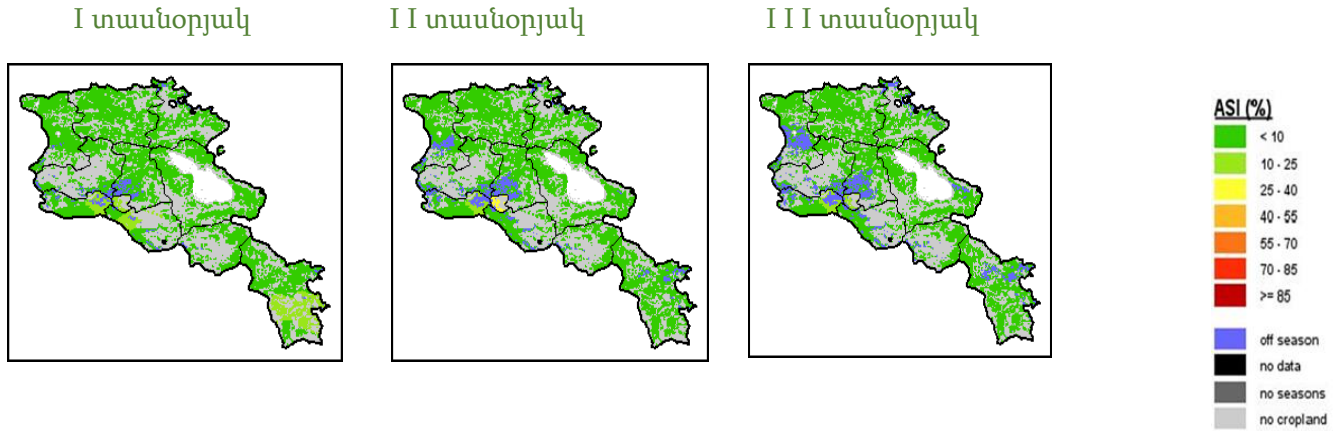 I տասնօրյակ
I I տասնօրյակ
I I I տասնօրյակ
ASI (%)
< 10
10 - 25
25 - 40
40 - 55
55 - 70
70 - 85
>= 85
off season
no data
no seasons
no cropland